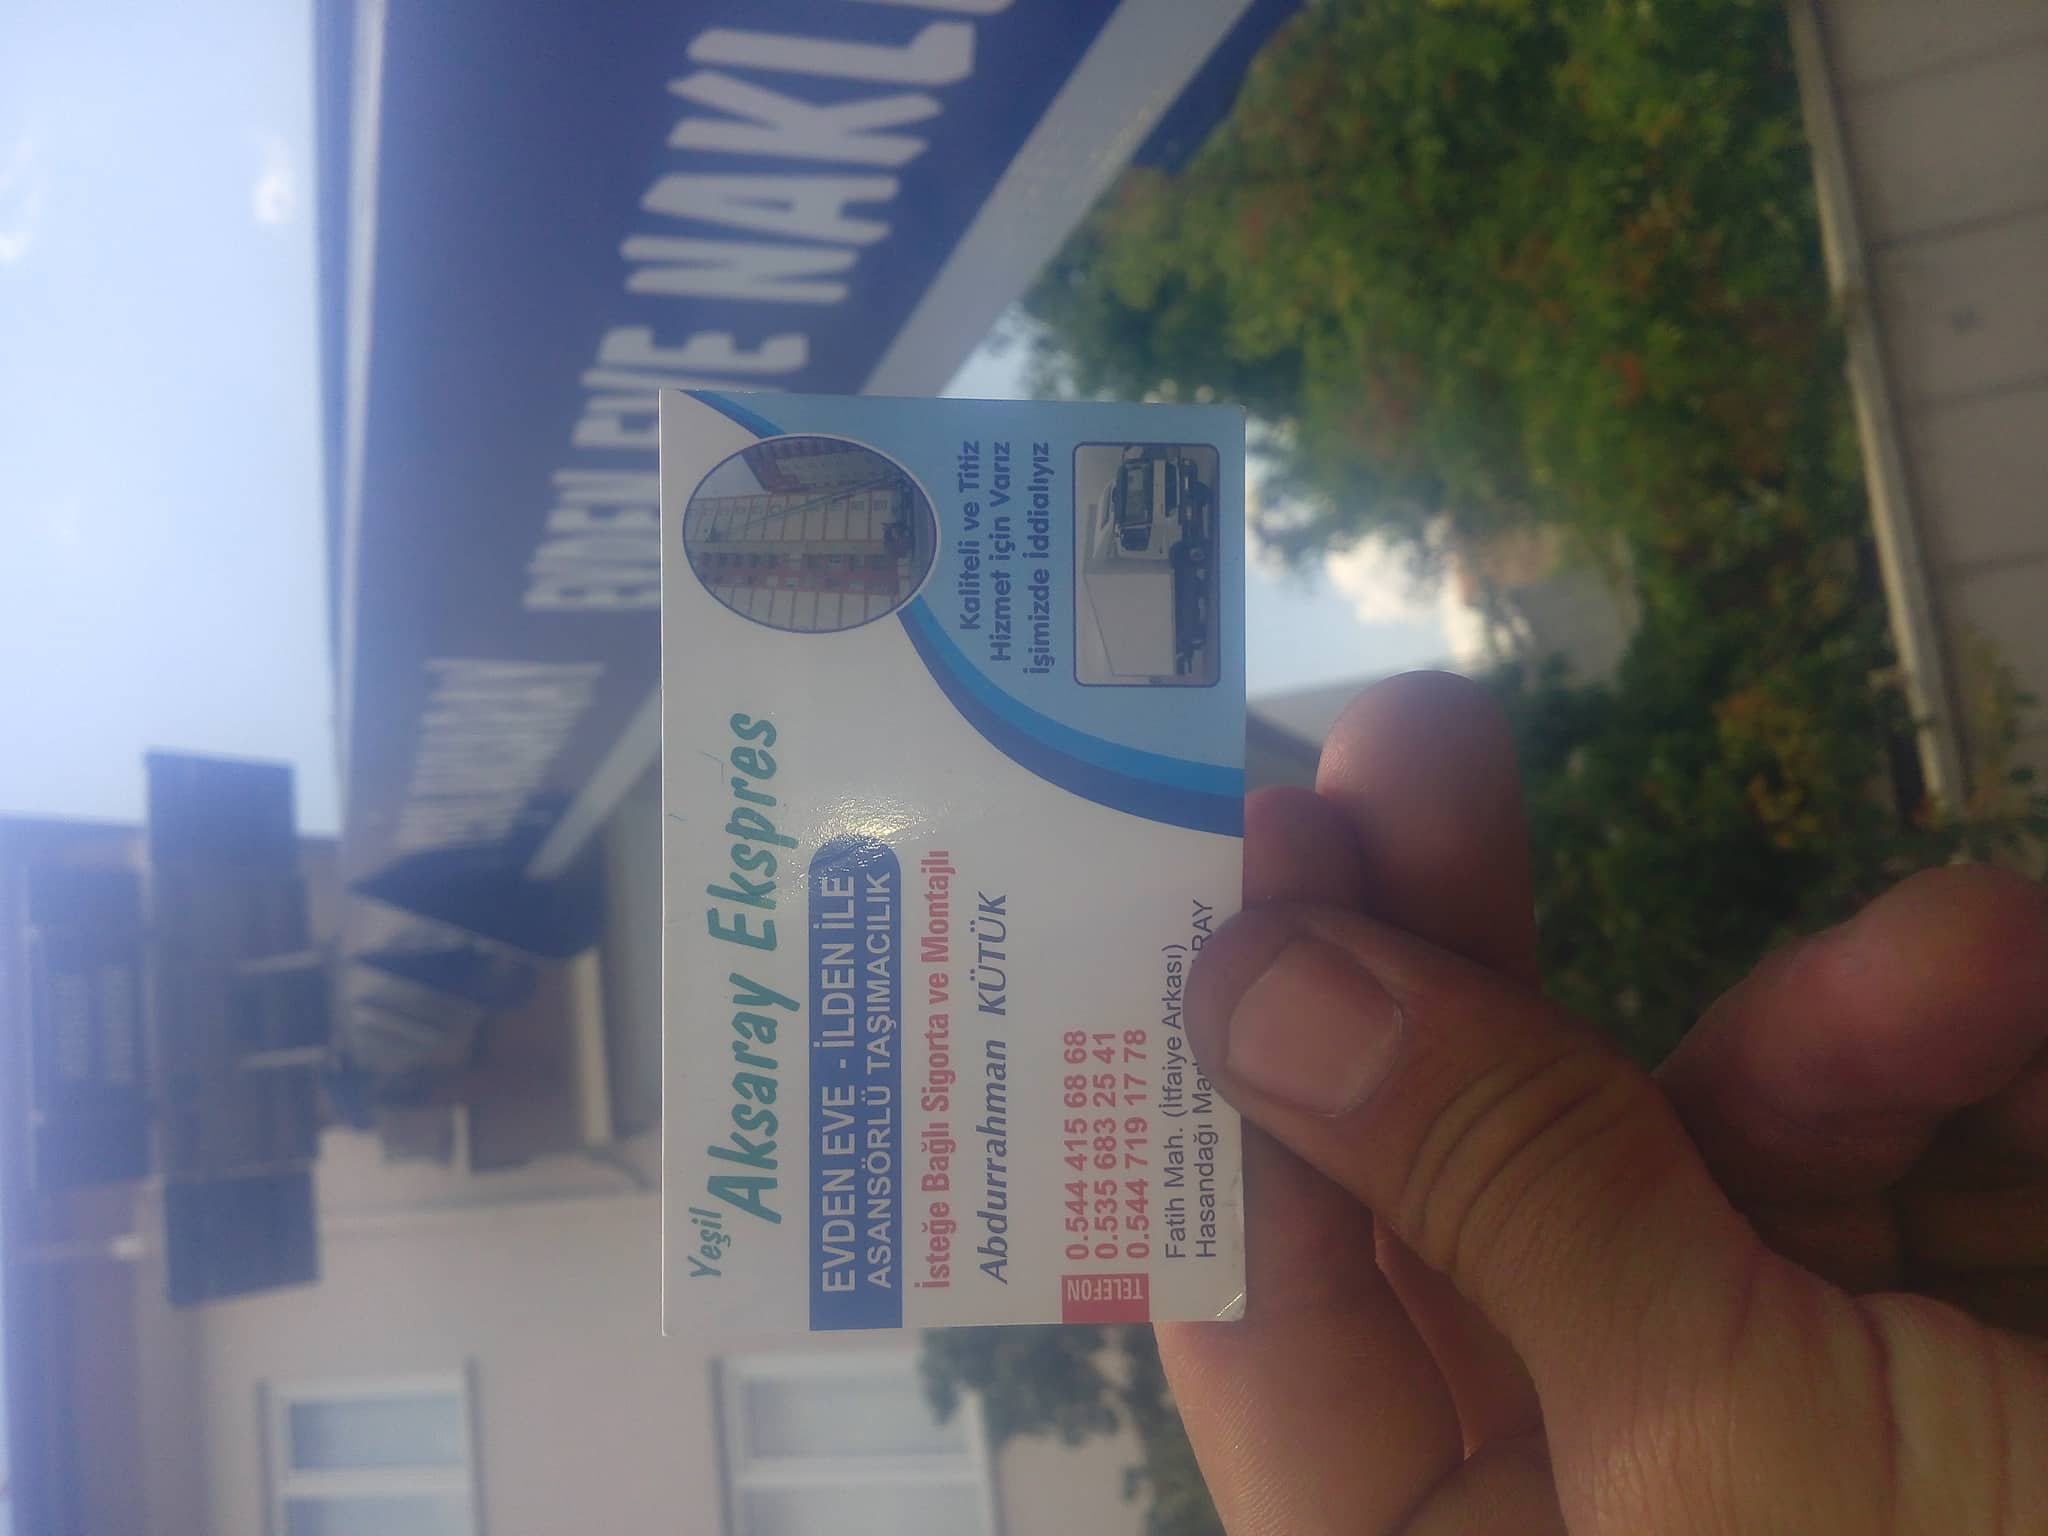 EVDEN EVE
Yeşil
Aksaray Ekspres
EVDEN EVE - İLDEN İLE
ASANSÖRLÜ TAŞIMACILIK
İsteğe Bağlı Sigorta ve Montajlı
Abdurrahman KÜTÜK
TELEFON
0.544 415 68 68
0.535 683 25 41
0.544 719 17 78
Fatih Mah. (İtfaiye Arkası)
Hasandağı
Kaliteli ve Titiz
Hizmet için Varız
İşimizde İddialıyız